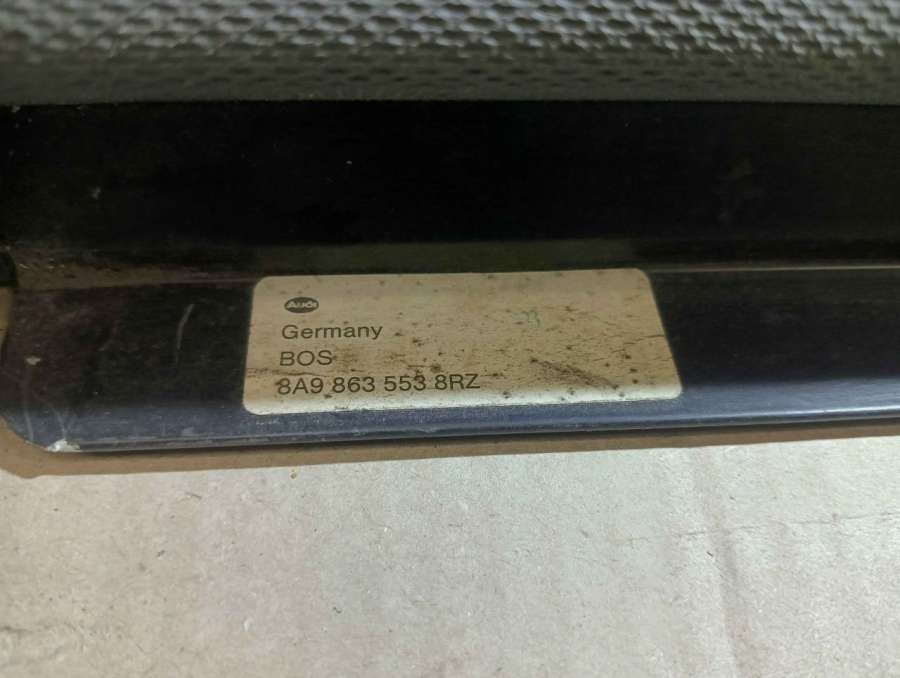 Audi
Germany
BOS
8A9 863 553 8RZ